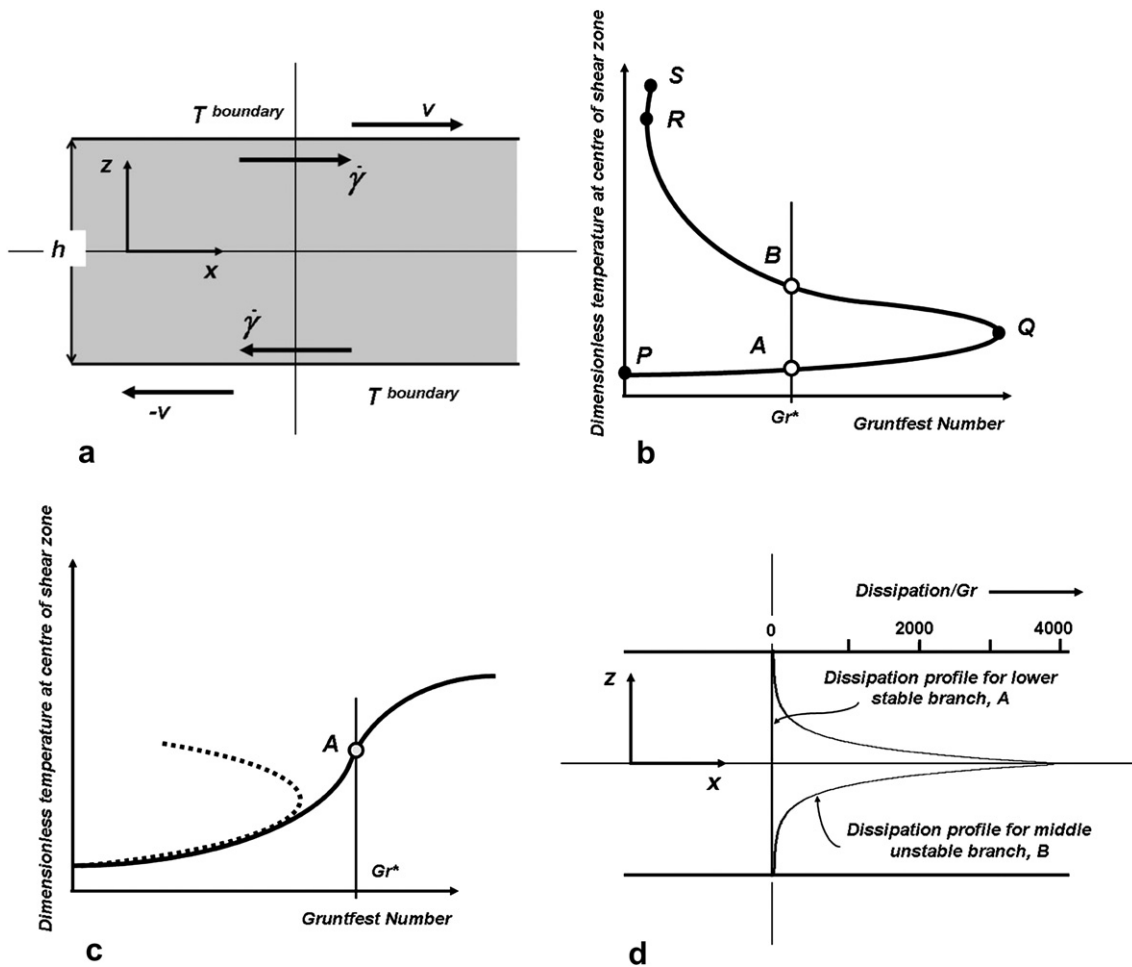 T boundary
v
γ̇
z
h
x
γ̇
-v
T boundary
a
Dimensionless temperature at centre of shear zone
S
R
B
Q
P
A
Gr*
Gruntfest Number
b
Dimensionless temperature at centre of shear zone
A
Gr*
Gruntfest Number
c
Dissipation/Gr
0
2000
4000
Dissipation profile for lower
stable branch, A
z
x
Dissipation profile for middle
unstable branch, B
d